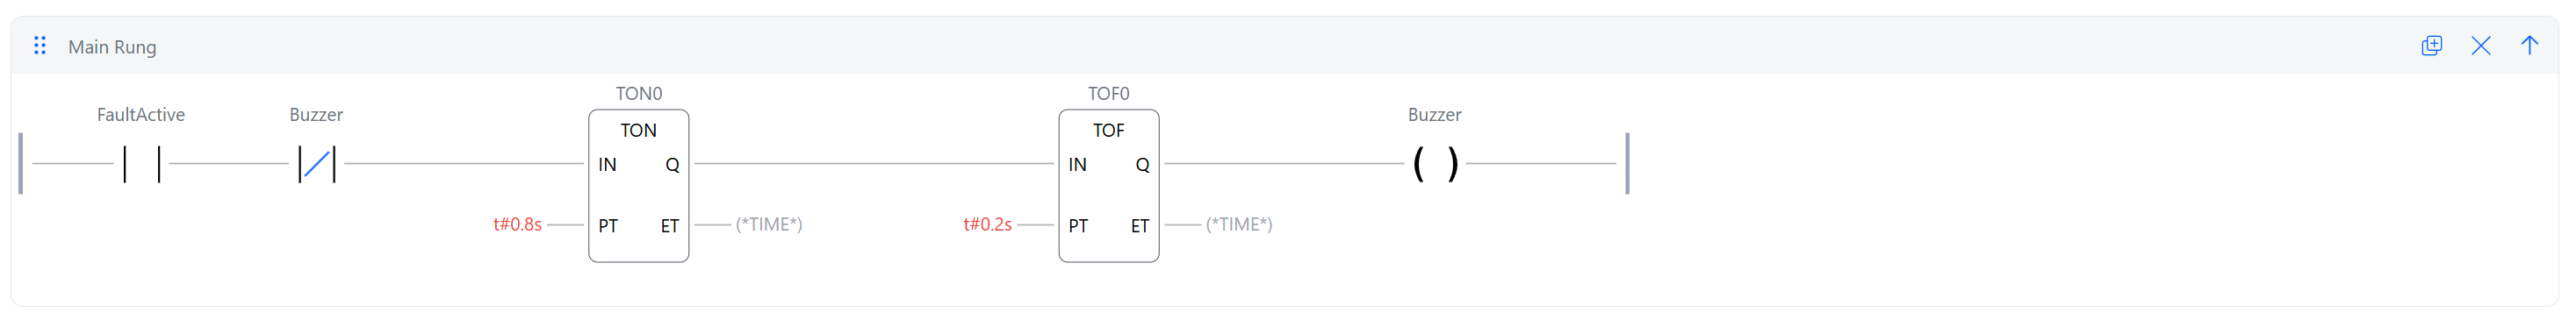 Main Rung
FaultActive
Buzzer
TON0
TON
IN Q
t#0.8s PT ET (*TIME*)
TOF0
TOF
IN Q
t#0.2s PT ET (*TIME*)
Buzzer
( )